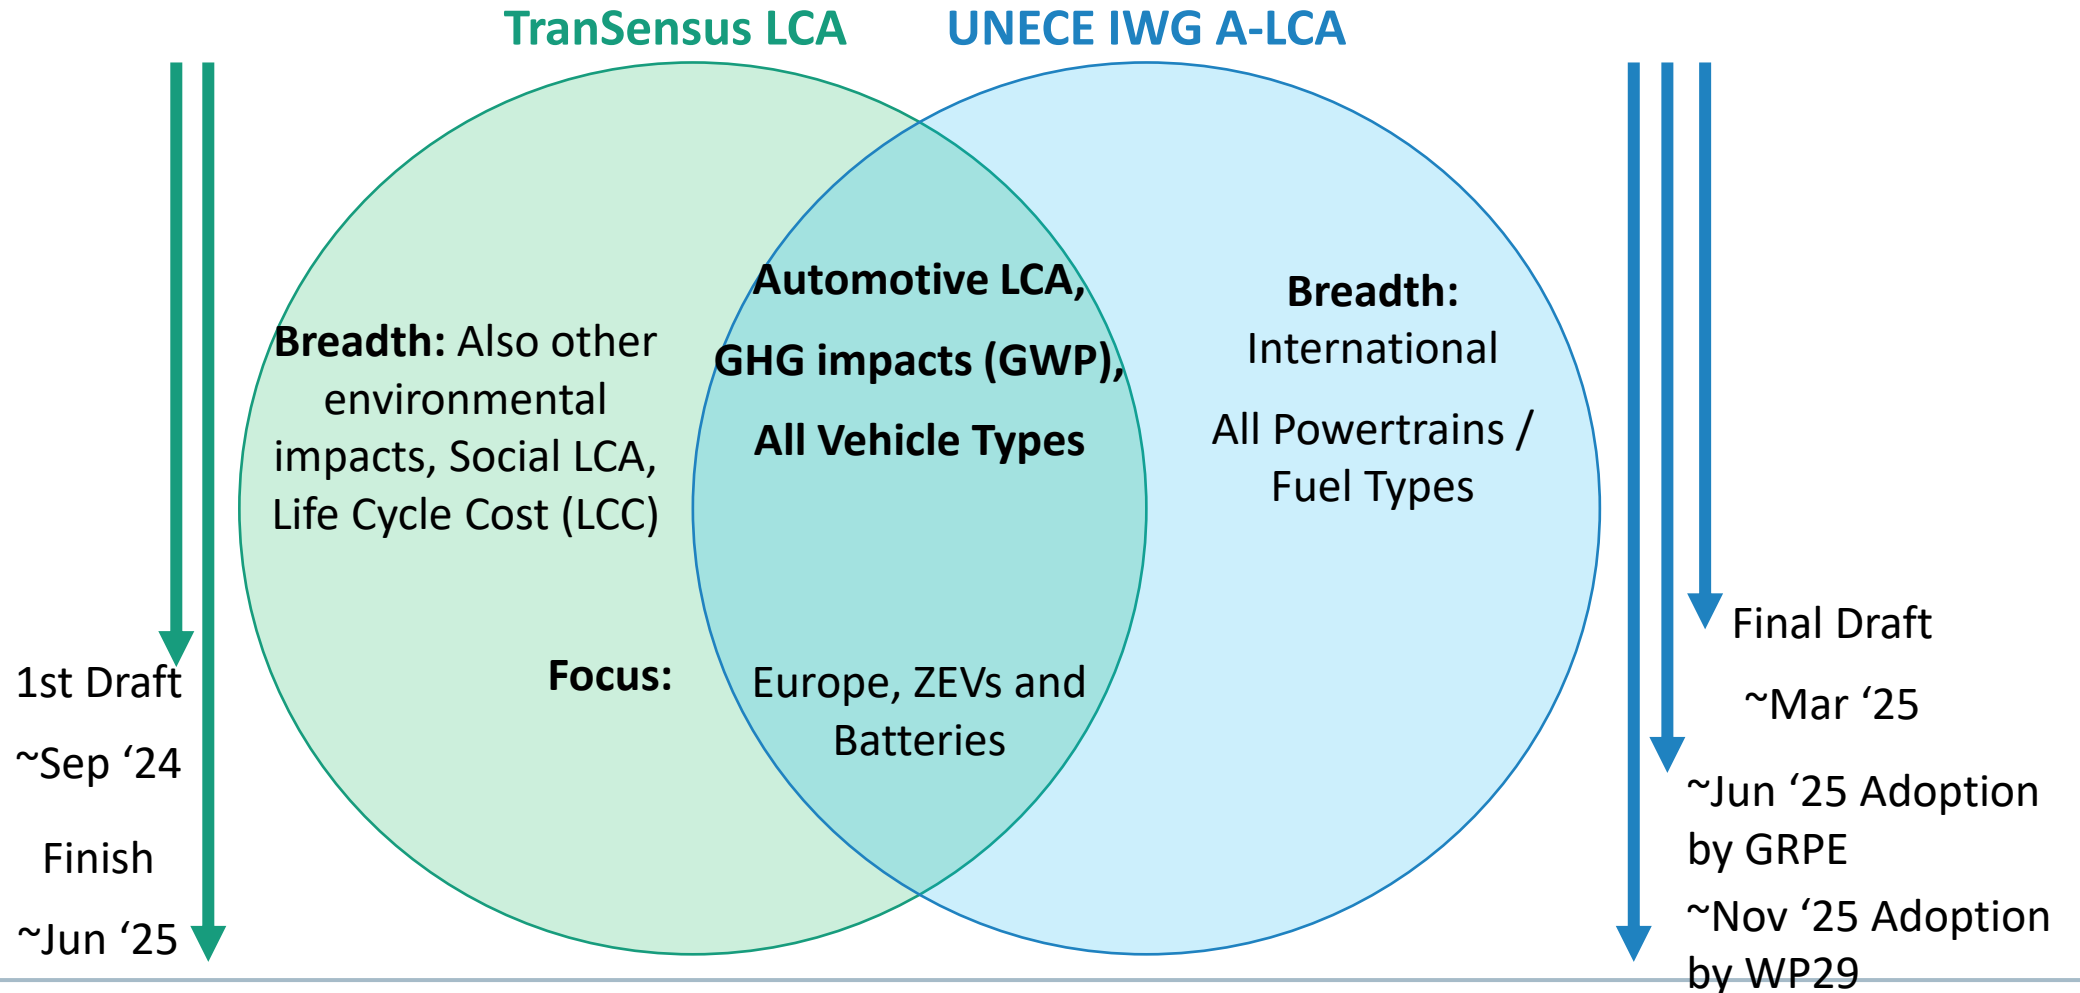 TranSensus LCA
UNECE IWG A-LCA
Breadth: Also other
environmental
impacts, Social LCA,
Life Cycle Cost (LCC)
Automotive LCA,
GHG impacts (GWP),
All Vehicle Types
Breadth:
International
All Powertrains /
Fuel Types
Focus:
Europe, ZEVs and
Batteries
1st Draft
~Sep ‘24
Finish
~Jun ‘25
Final Draft
~Mar ‘25
~Jun ‘25 Adoption
by GRPE
~Nov ‘25 Adoption
by WP29